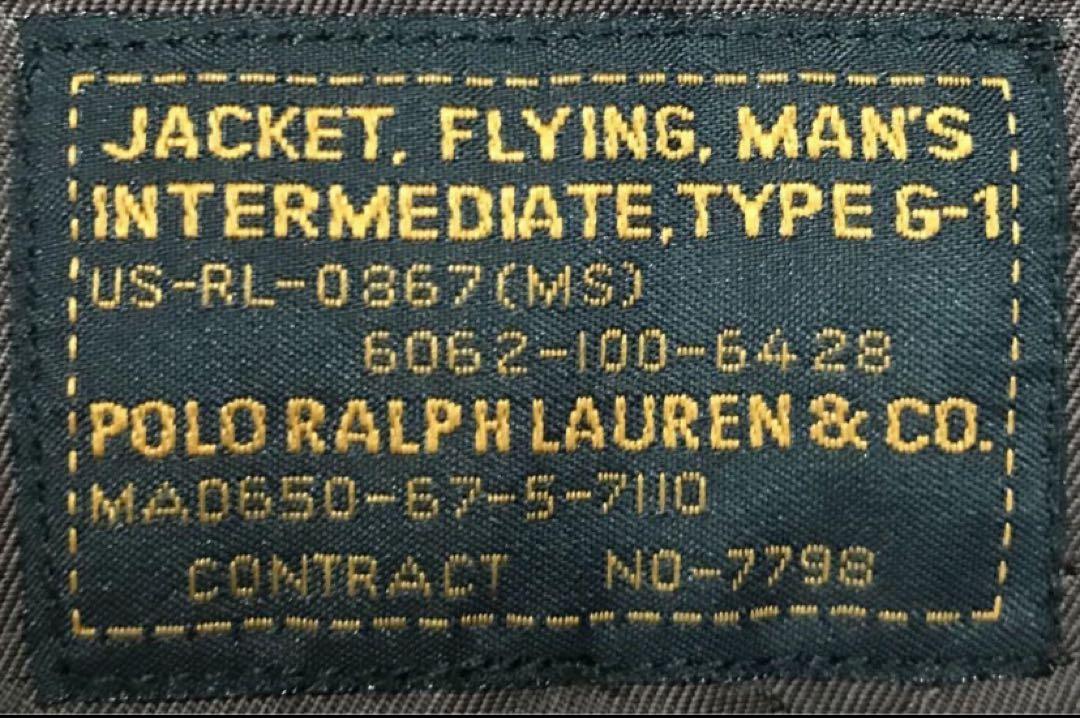 JACKET, FLYING, MAN'S
INTERMEDIATE, TYPE G-1
US-RL-0867(MS)
6062-100-6428
POLO RALPH LAUREN & CO.
MAD650-67-5-7110
CONTRACT NO-7798